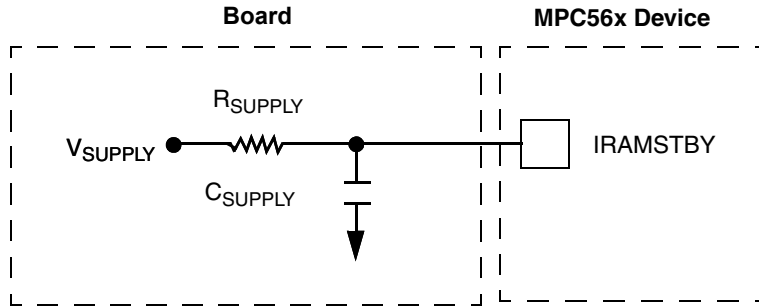 Board
MPC56x Device
RSUPPLY
VSUPPLY
IRAMSTBY
CSUPPLY